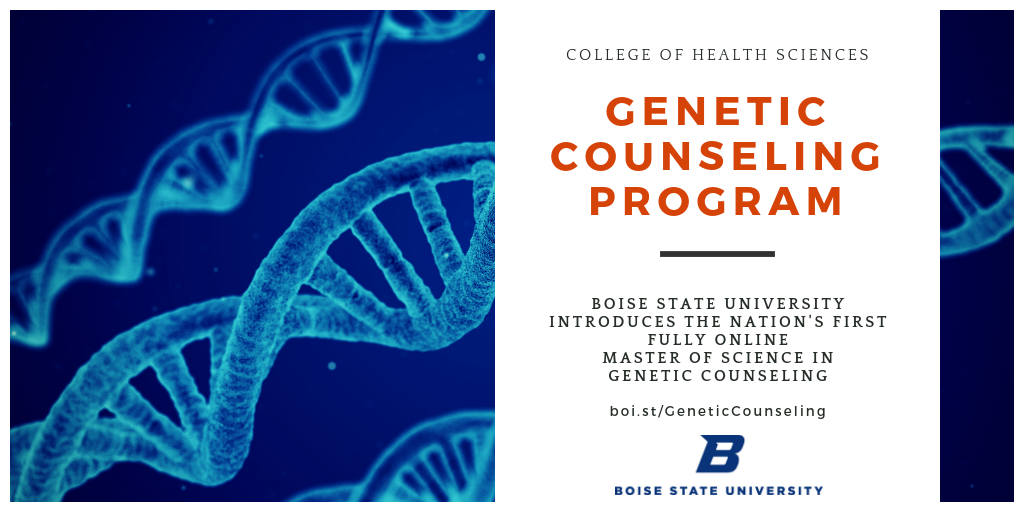 COLLEGE OF HEALTH SCIENCES
GENETIC
COUNSELING
PROGRAM
BOISE STATE UNIVERSITY
INTRODUCES THE NATION'S FIRST
FULLY ONLINE
MASTER OF SCIENCE IN
GENETIC COUNSELING
boi.st/GeneticCounseling
B
BOISE STATE UNIVERSITY